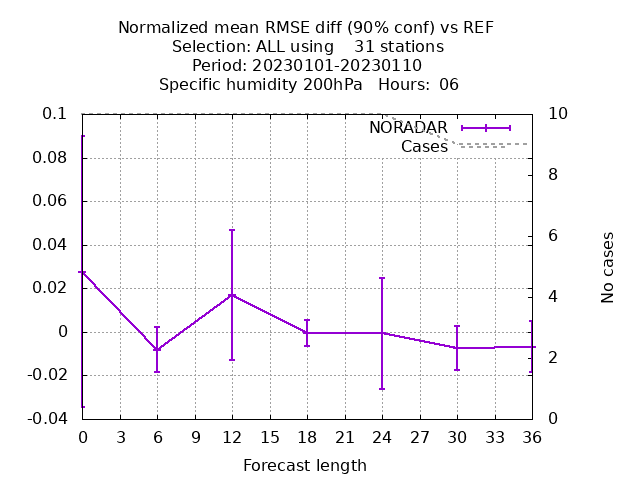 Normalized mean RMSE diff (90% conf) vs REF
Selection: ALL using    31 stations
Period: 20230101-20230110
Specific humidity 200hPa   Hours:  06
0.1
0.08
0.06
0.04
0.02
0
-0.02
-0.04
10
8
6
4
2
0
NORADAR
Cases
No cases
0 3 6 9 12 15 18 21 24 27 30 33 36
Forecast length